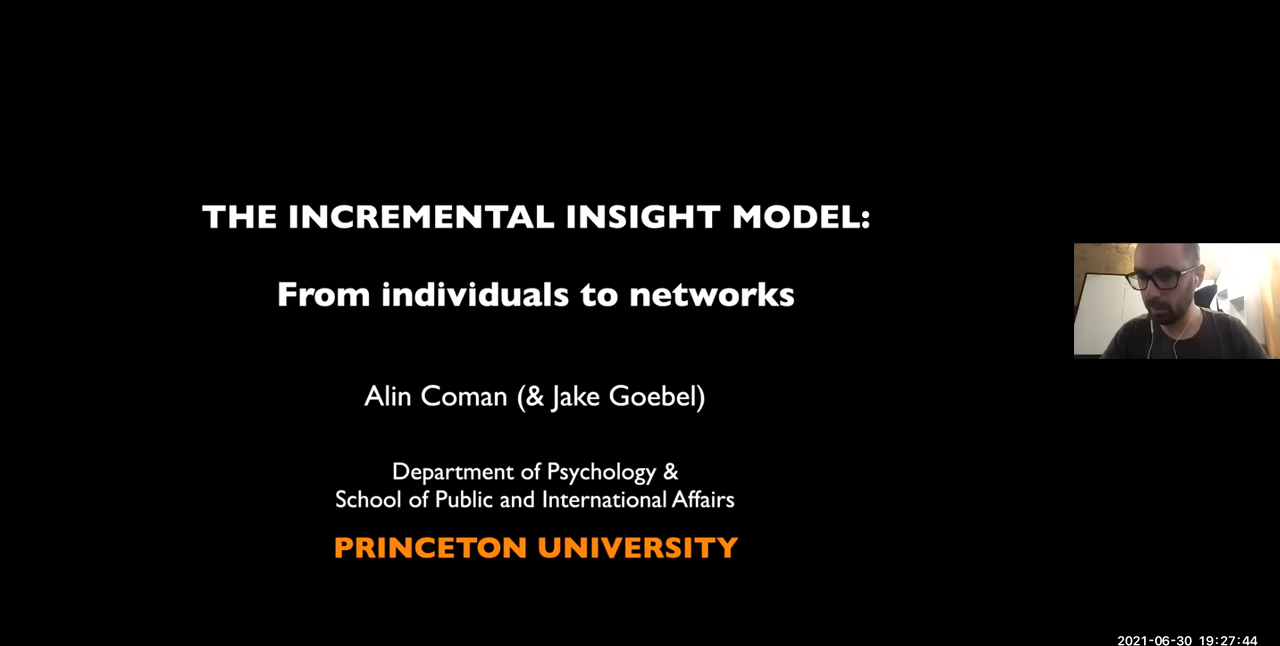 THE INCREMENTAL INSIGHT MODEL:
From individuals to networks
Alin Coman (& Jake Goebel)
Department of Psychology &
School of Public and International Affairs
PRINCETON UNIVERSITY
2021-06-30 19:27:44